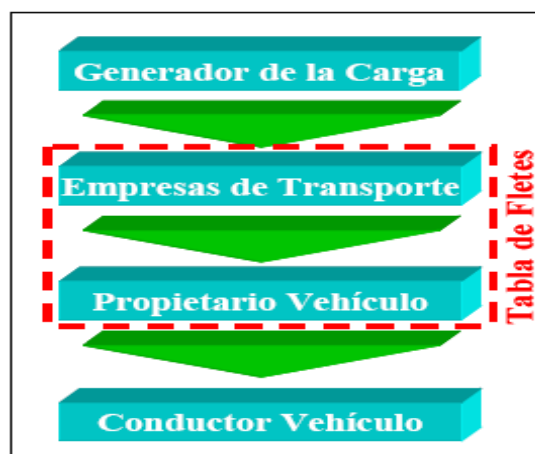 Generador de la Carga
Empresas de Transporte
Propietario Vehículo
Conductor Vehículo
Tabla de Fletes